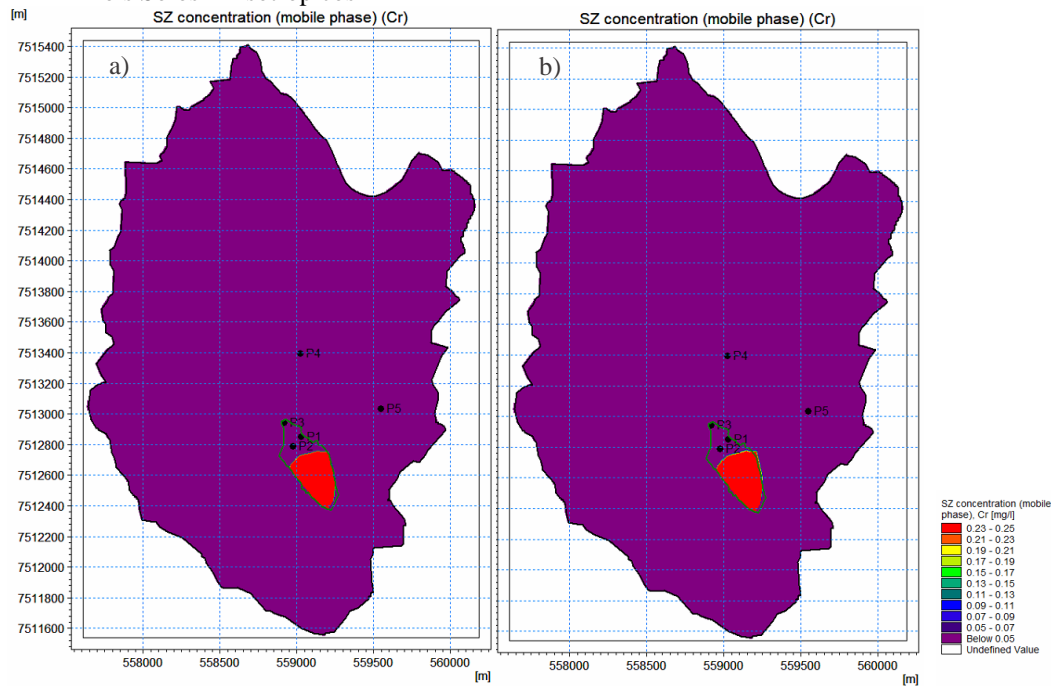 [m]
SZ concentration (mobile phase) (Cr)
SZ concentration (mobile phase) (Cr)
a)
b)
7515400
7515200
7515000
7514800
7514600
7514400
7514200
7514000
7513800
7513600
7513400
7513200
7513000
7512800
7512600
7512400
7512200
7512000
7511800
7511600
P4
P5
P3
P1
P2
P4
P5
P3
P1
P2
558000 558500 559000 559500 560000
[m]
558000 558500 559000 559500 560000
[m]
SZ concentration (mobile
phase), Cr [mg/l]
0.23 - 0.25
0.21 - 0.23
0.19 - 0.21
0.17 - 0.19
0.15 - 0.17
0.13 - 0.15
0.11 - 0.13
0.09 - 0.11
0.07 - 0.09
0.05 - 0.07
Below 0.05
Undefined Value